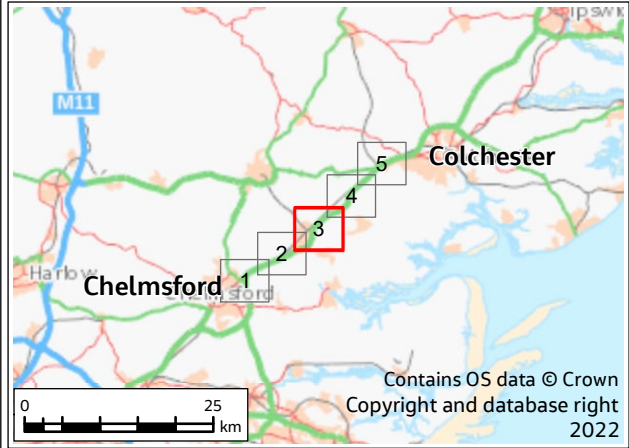 ipswic
M11
Colchester
5
4
3
2
1
Harlow
Chelmsford
Chelmsford
0 25
km
Contains OS data © Crown
Copyright and database right
2022